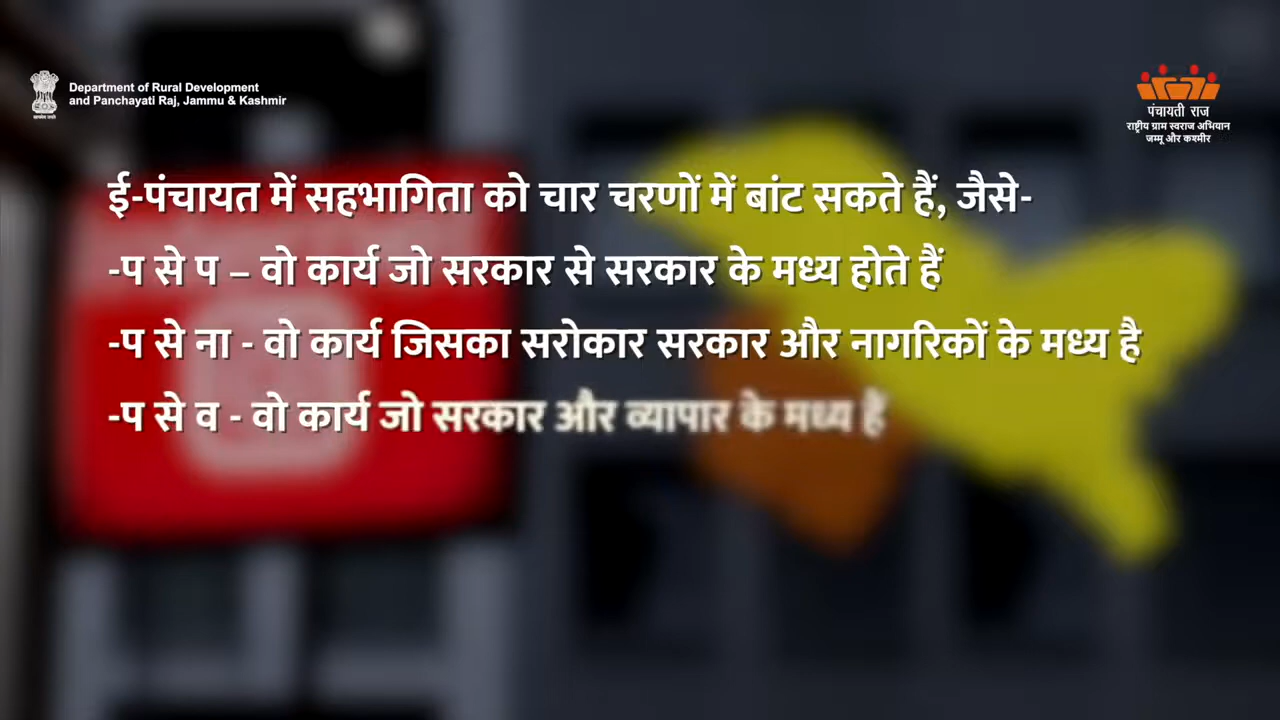 Department of Rural Development
and Panchayati Raj, Jammu & Kashmir
पंचायती राज
राष्ट्रीय ग्राम स्वराज अभियान
जम्मू और कश्मीर
ई-पंचायत में सहभागिता को चार चरणों में बांट सकते हैं, जैसे-
-प से प – वो कार्य जो सरकार से सरकार के मध्य होते हैं
-प से ना - वो कार्य जिसका सरोकार सरकार और नागरिकों के मध्य है
-प से व - वो कार्य जो सरकार और व्यापार के मध्य हैं